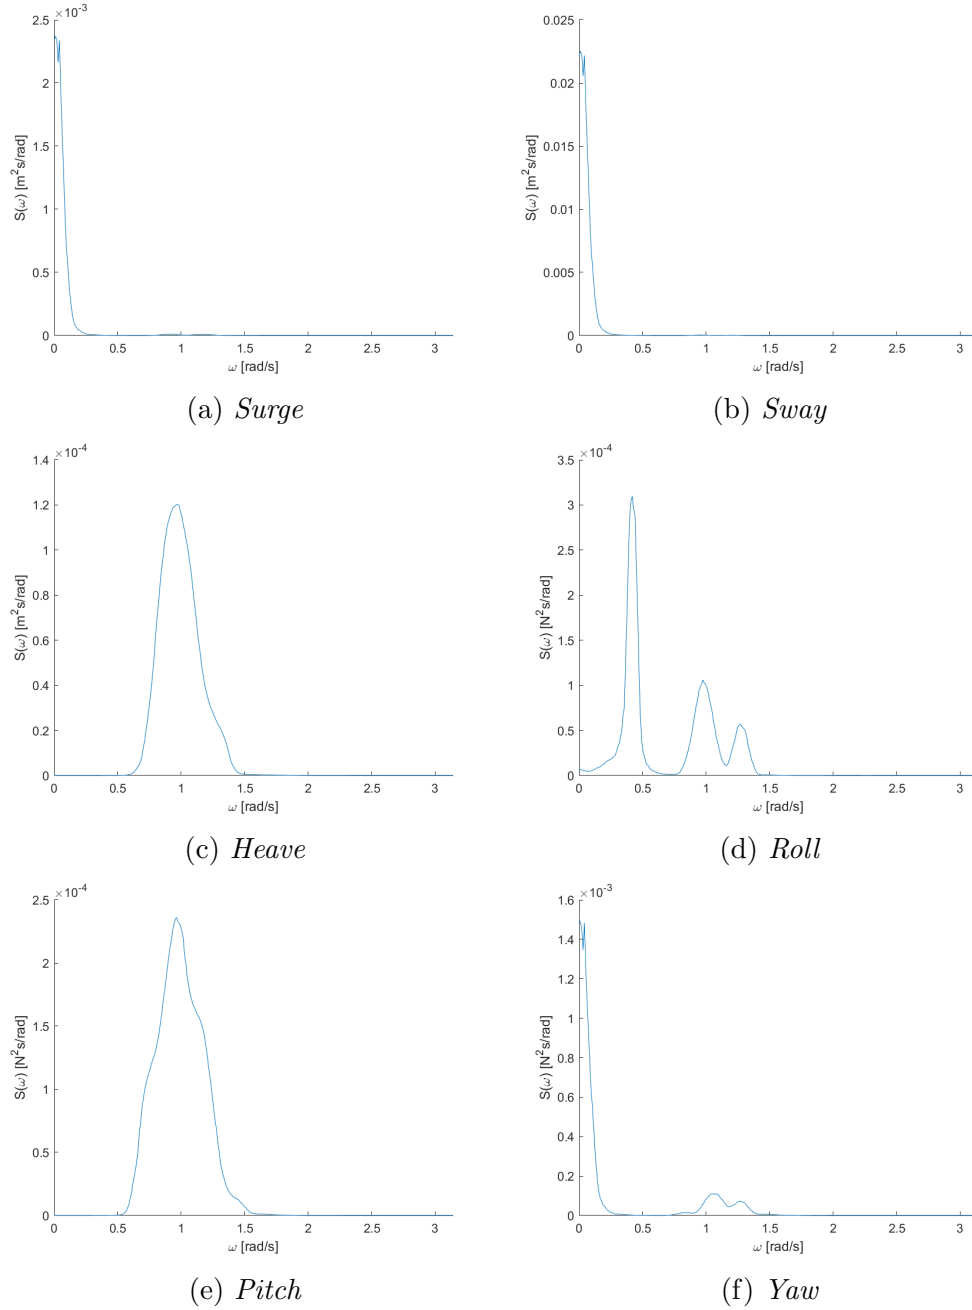 ×10⁻³
2.5
2
1.5
1
0.5
0
S(ω) [m²s/rad]
0 0.5 1 1.5 2 2.5 3
ω [rad/s]
(a) Surge
0.025
0.02
0.015
0.01
0.005
0
S(ω) [m²s/rad]
0 0.5 1 1.5 2 2.5 3
ω [rad/s]
(b) Sway
×10⁻⁴
1.4
1.2
1
0.8
0.6
0.4
0.2
0
S(ω) [m²s/rad]
0 0.5 1 1.5 2 2.5 3
ω [rad/s]
(c) Heave
×10⁻⁴
3.5
3
2.5
2
1.5
1
0.5
0
S(ω) [N²s/rad]
0 0.5 1 1.5 2 2.5 3
ω [rad/s]
(d) Roll
×10⁻⁴
2.5
2
1.5
1
0.5
0
S(ω) [N²s/rad]
0 0.5 1 1.5 2 2.5 3
ω [rad/s]
(e) Pitch
×10⁻³
1.6
1.4
1.2
1
0.8
0.6
0.4
0.2
0
S(ω) [N²s/rad]
0 0.5 1 1.5 2 2.5 3
ω [rad/s]
(f) Yaw